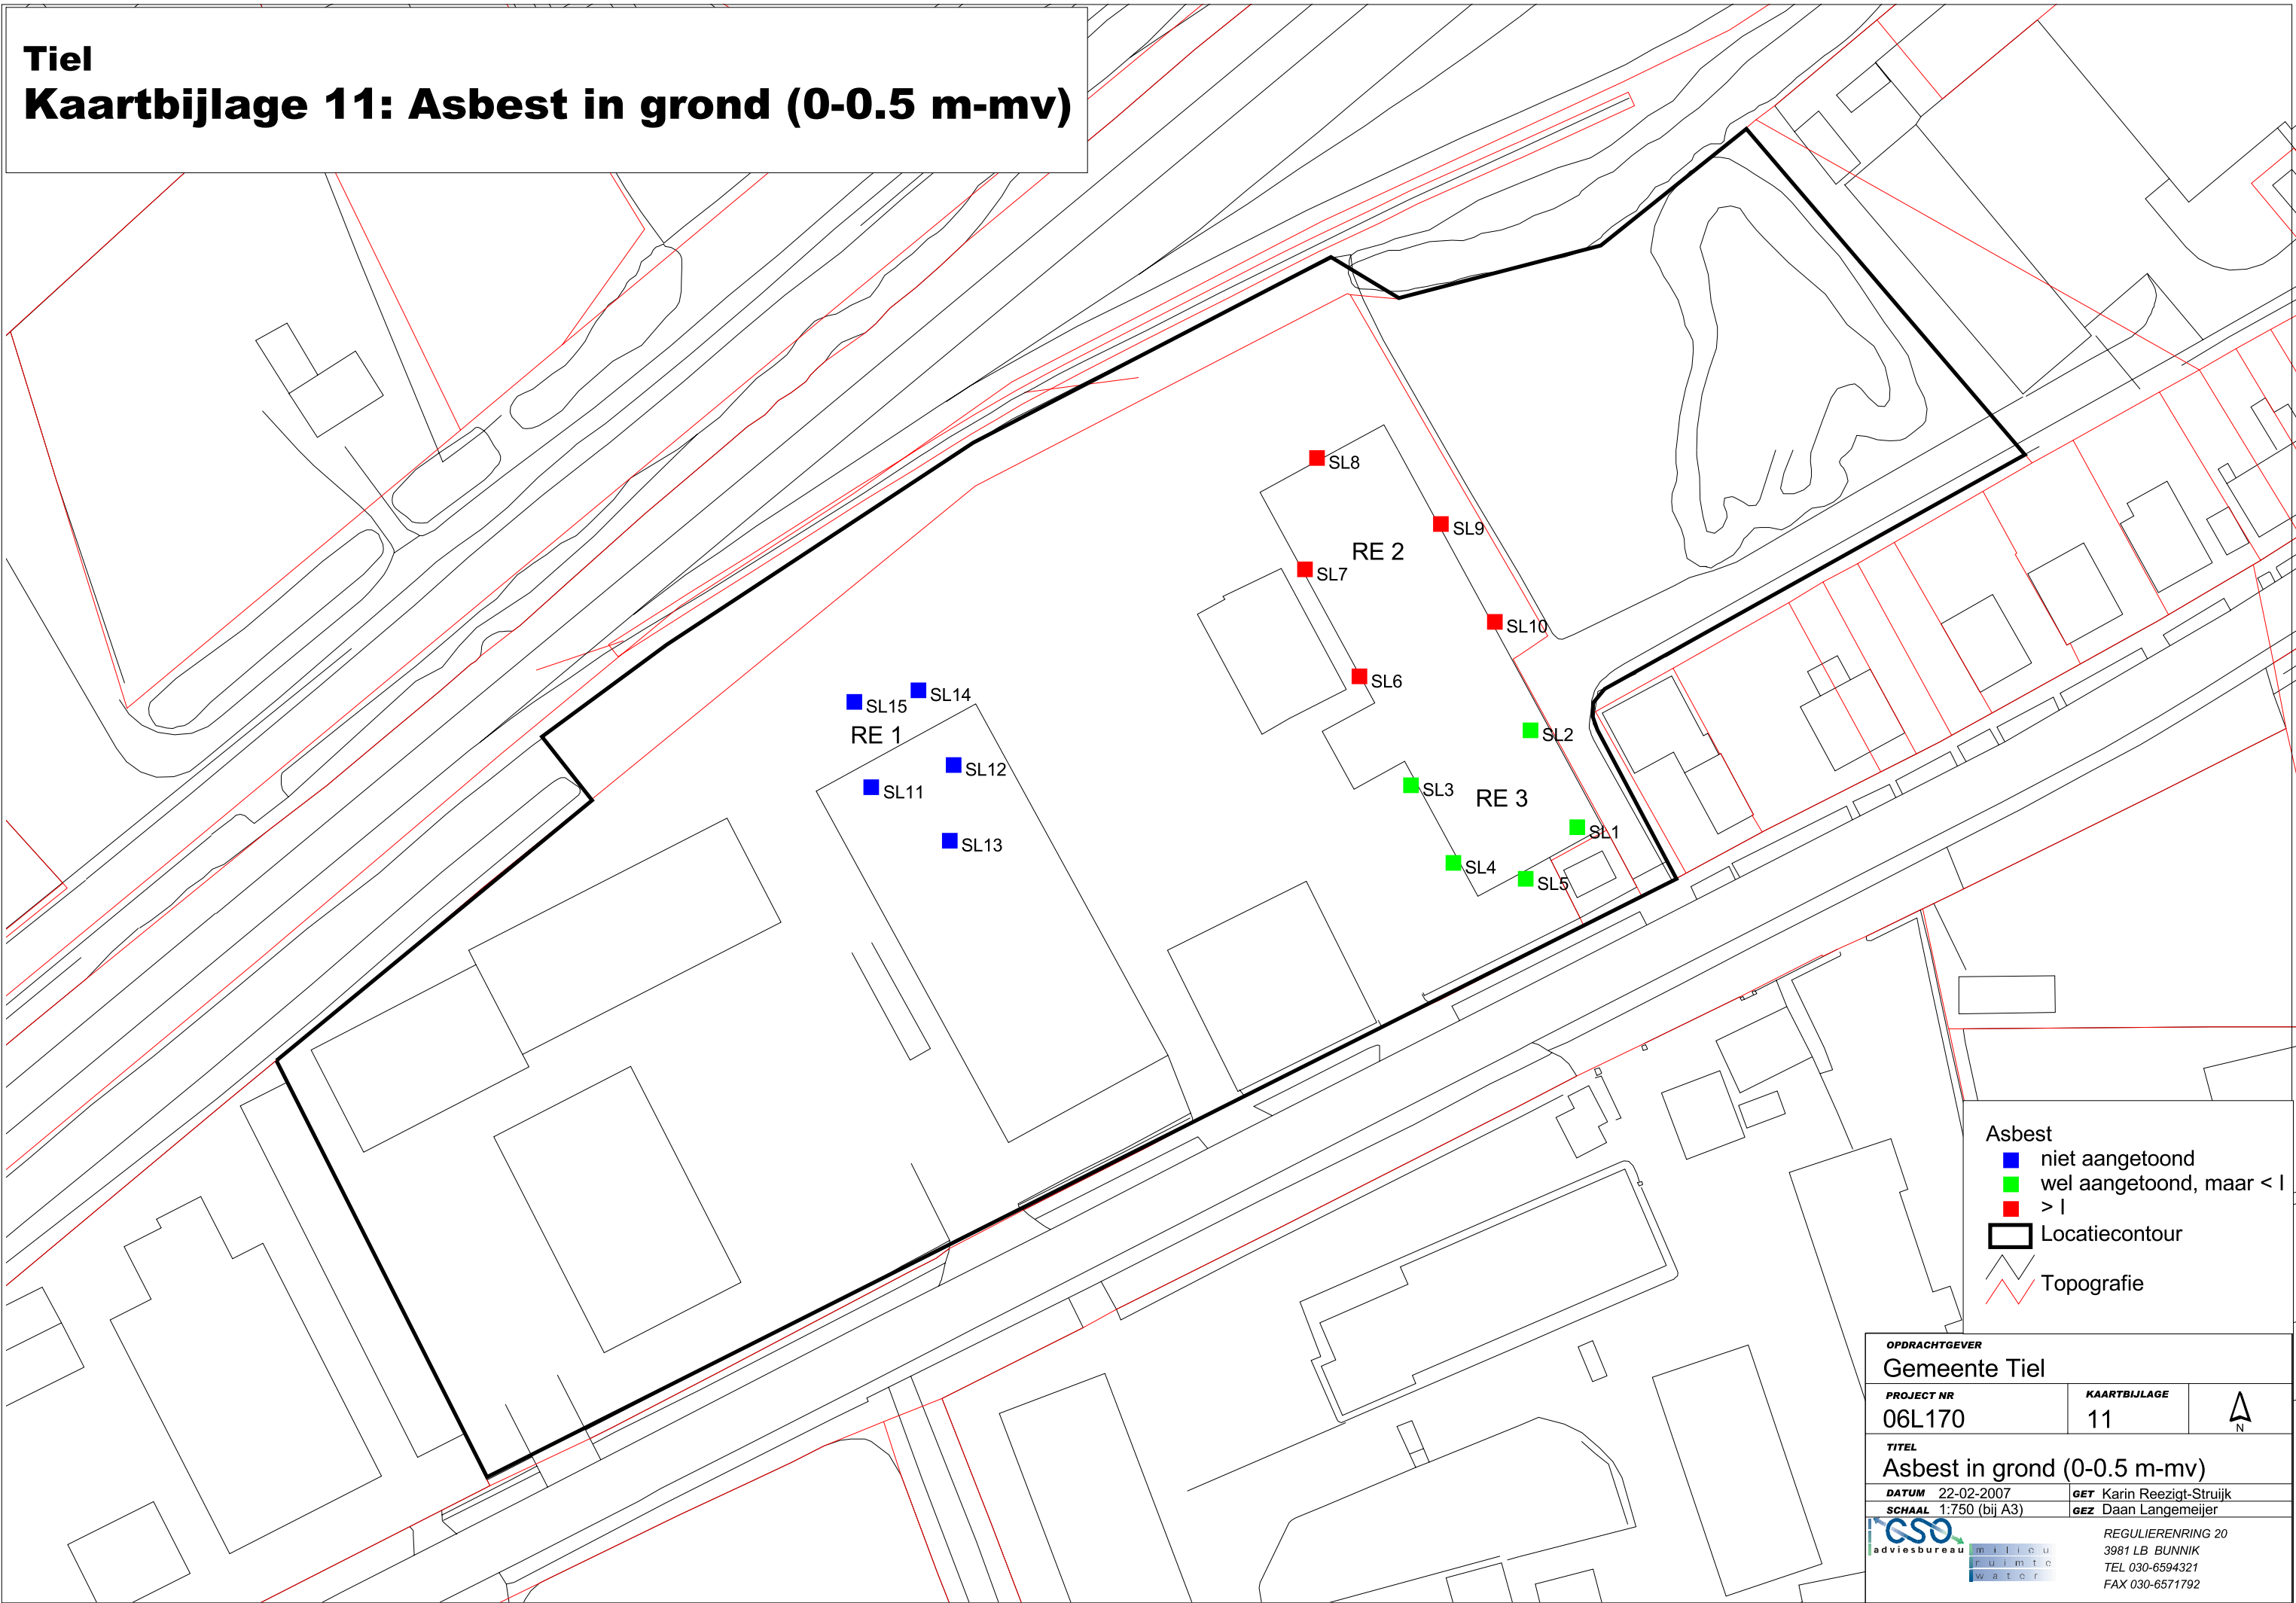 Tiel
Kaartbijlage 11: Asbest in grond (0-0.5 m-mv)
SL8
SL9
RE 2
SL7
SL10
SL6
SL14
SL15
RE 1
SL2
SL12
SL11
SL3
RE 3
SL1
SL13
SL4
SL5
Asbest
niet aangetoond
wel aangetoond, maar < I
> I
Locatiecontour
Topografie
OPDRACHTGEVER
Gemeente Tiel
PROJECT NR
KAARTBIJLAGE
06L170
11
N
TITEL
Asbest in grond (0-0.5 m-mv)
DATUM 22-02-2007
GET Karin Reezigt-Struijk
SCHAAL 1:750 (bij A3)
GEZ Daan Langemeijer
CSO
adviesbureau
milieu
ruimte
water
REGULIERENRING 20
3981 LB BUNNIK
TEL 030-6594321
FAX 030-6571792